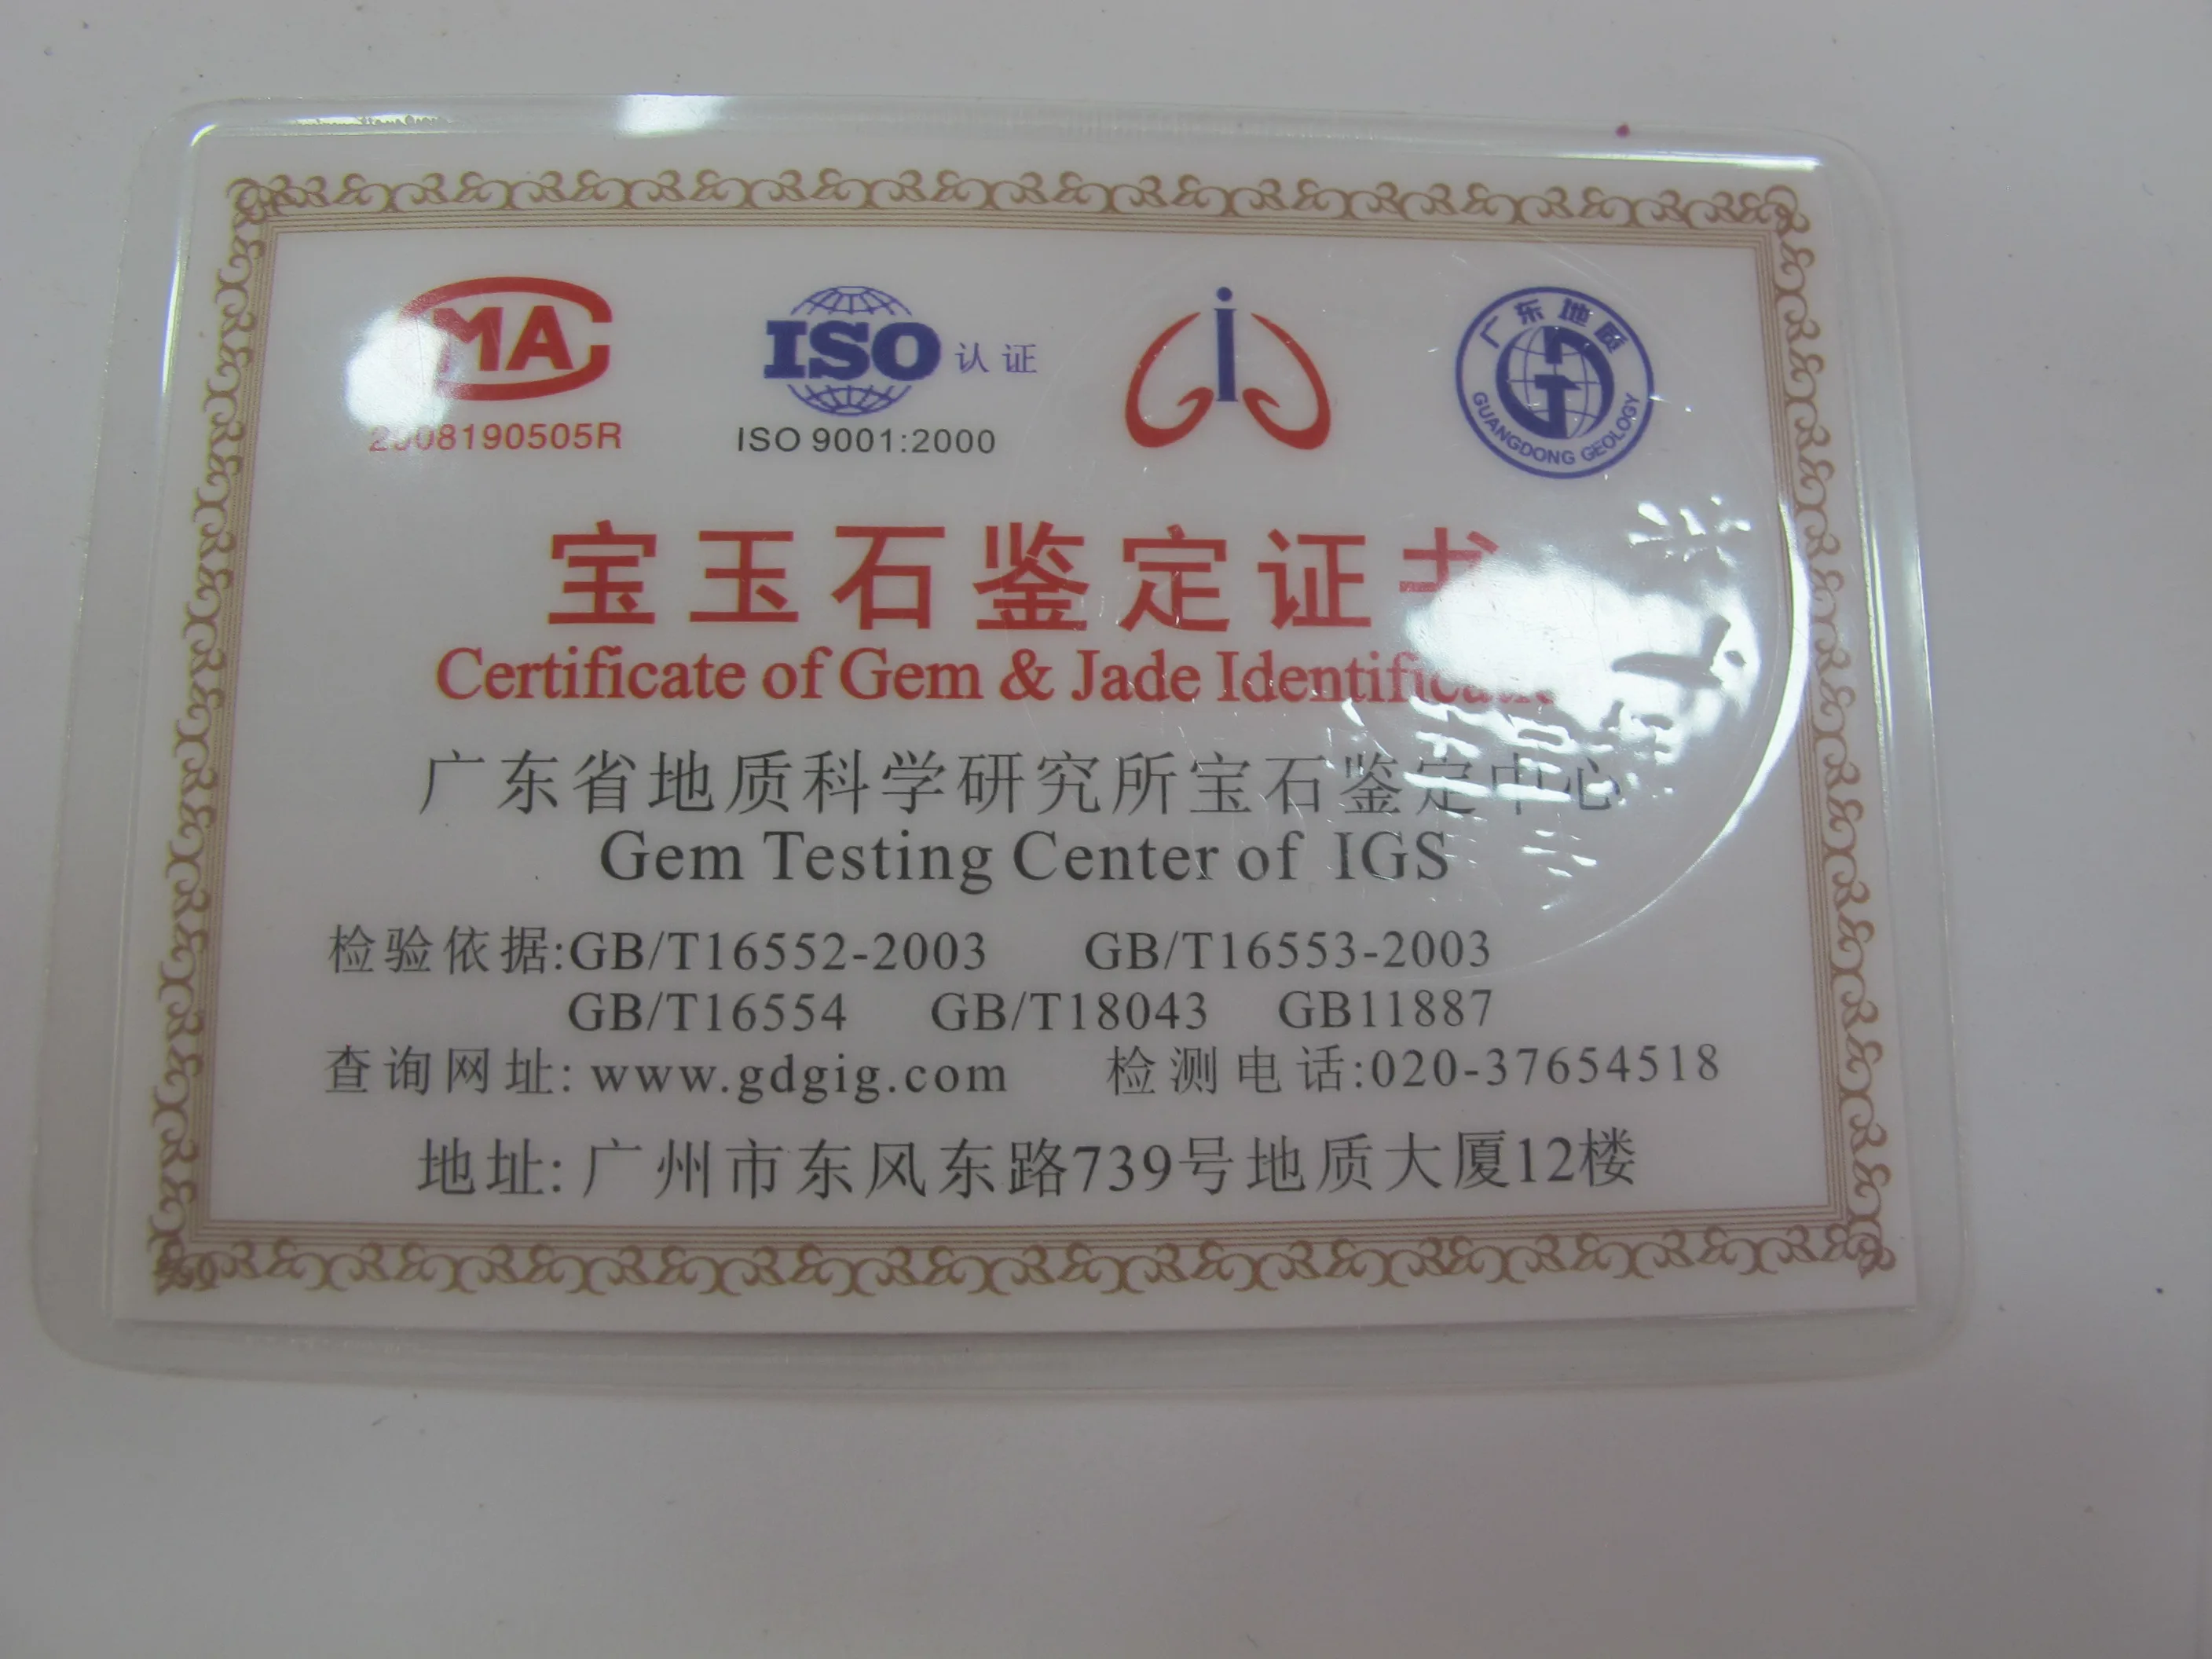 MA
2008190505R
ISO 认证
ISO 9001:2000
广东地质
GUANGDONG GEOLOGY
宝玉石鉴定证书
Certificate of Gem & Jade Identification
广东省地质科学研究所宝石鉴定中心
Gem Testing Center of IGS
检验依据:GB/T16552-2003 GB/T16553-2003
GB/T16554 GB/T18043 GB11887
查询网址: www.gdgig.com 检测电话:020-37654518
地址: 广州市东风东路739号地质大厦12楼